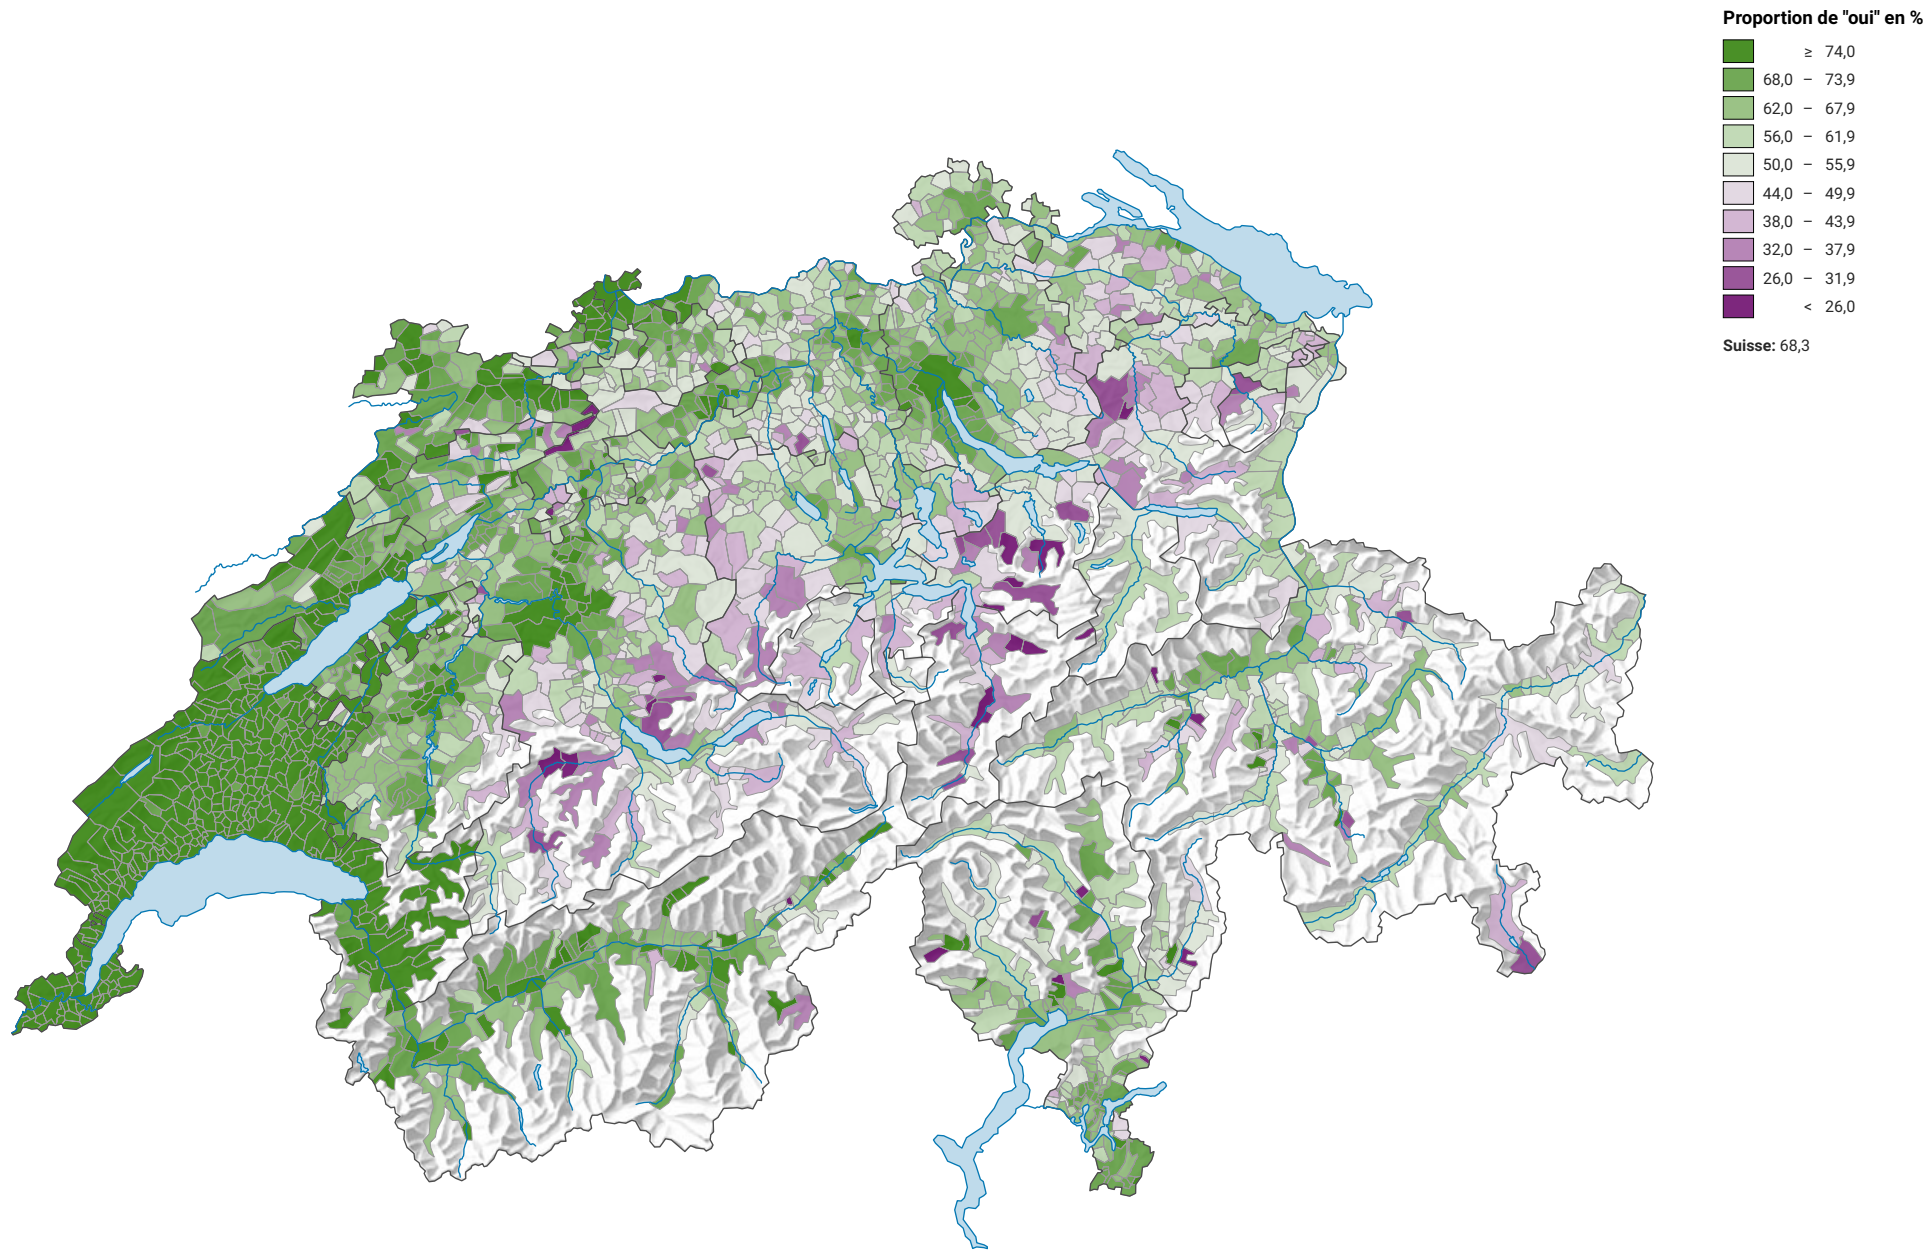 Proportion de "oui" en %
≥ 74,0
68,0 – 73,9
62,0 – 67,9
56,0 – 61,9
50,0 – 55,9
44,0 – 49,9
38,0 – 43,9
32,0 – 37,9
26,0 – 31,9
< 26,0
Suisse: 68,3